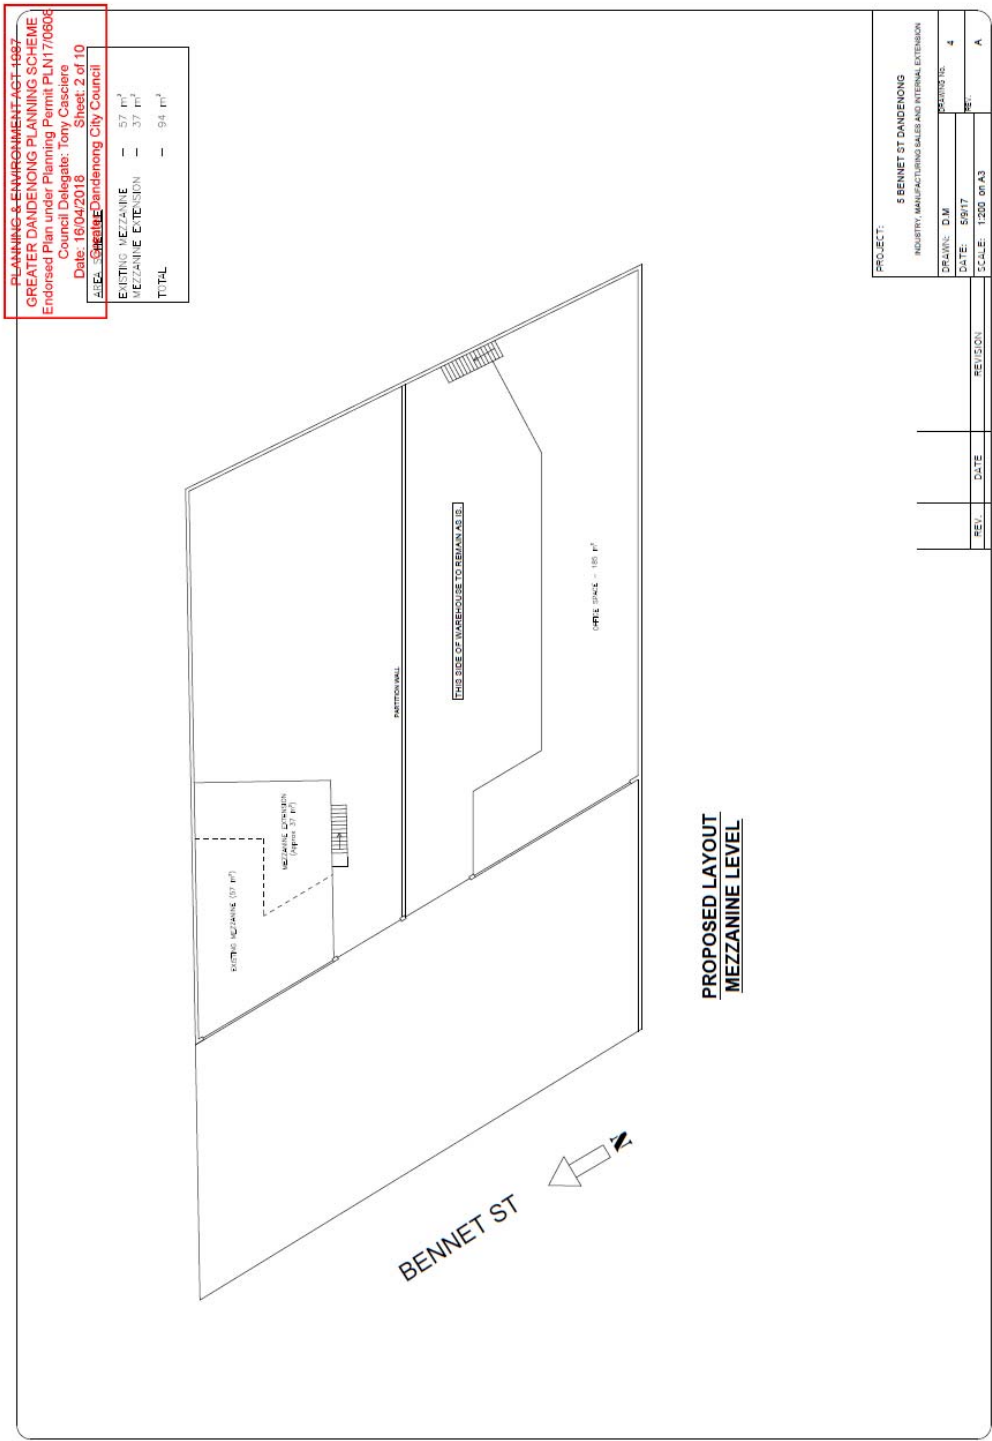 PLANNING & ENVIRONMENT ACT 1987
GREATER DANDENONG PLANNING SCHEME
Endorsed Plan under Planning Permit PLN17/0608
Council Delegate: Tony Casciere
Date: 16/04/2018 Sheet: 2 of 10
Greater Dandenong City Council
AREA SCHEDULE
EXISTING MEZZANINE – 57 m²
MEZZANINE EXTENSION – 37 m²
TOTAL – 94 m²
EXISTING MEZZANINE (57 m²)
MEZZANINE EXTENSION
(Approx 37 m²)
PARTITION WALL
THIS SIDE OF WAREHOUSE TO REMAIN AS IS.
OFFICE SPACE - 185 m²
BENNET ST
N
PROPOSED LAYOUT
MEZZANINE LEVEL
REV. DATE REVISION
PROJECT:
5 BENNET ST DANDENONG
INDUSTRY, MANUFACTURING SALES AND INTERNAL EXTENSION
DRAWN: D.M
DRAWING No. 4
DATE: 5/9/17
REV. A
SCALE: 1:200 on A3